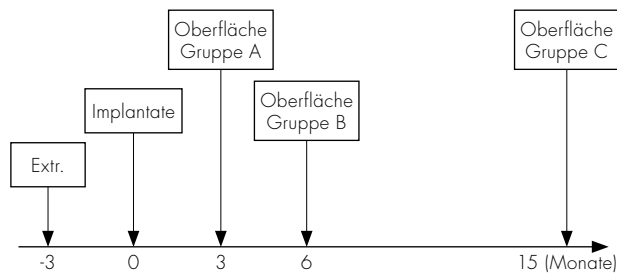 Oberfläche
Gruppe A
Oberfläche
Gruppe C
Implantate
Oberfläche
Gruppe B
Extr.
-3 0 3 6 15 (Monate)